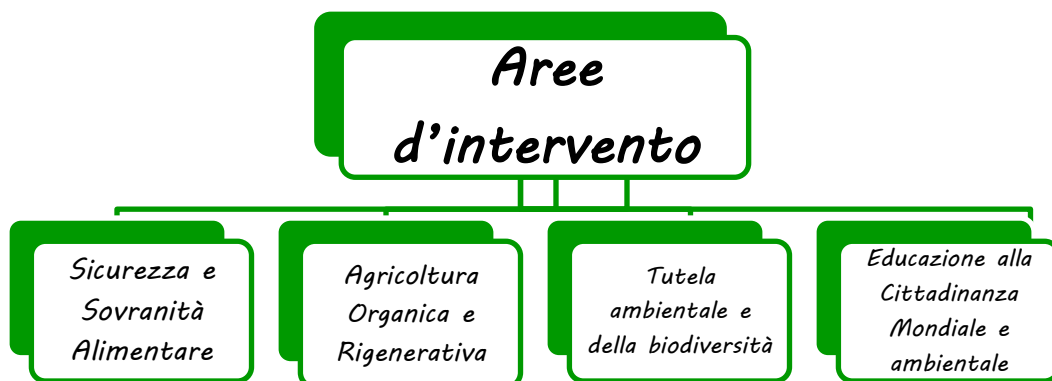 Aree
d'intervento
Sicurezza e
Sovranità
Alimentare
Agricoltura
Organica e
Rigenerativa
Tutela
ambientale e
della biodiversità
Educazione alla
Cittadinanza
Mondiale e
ambientale